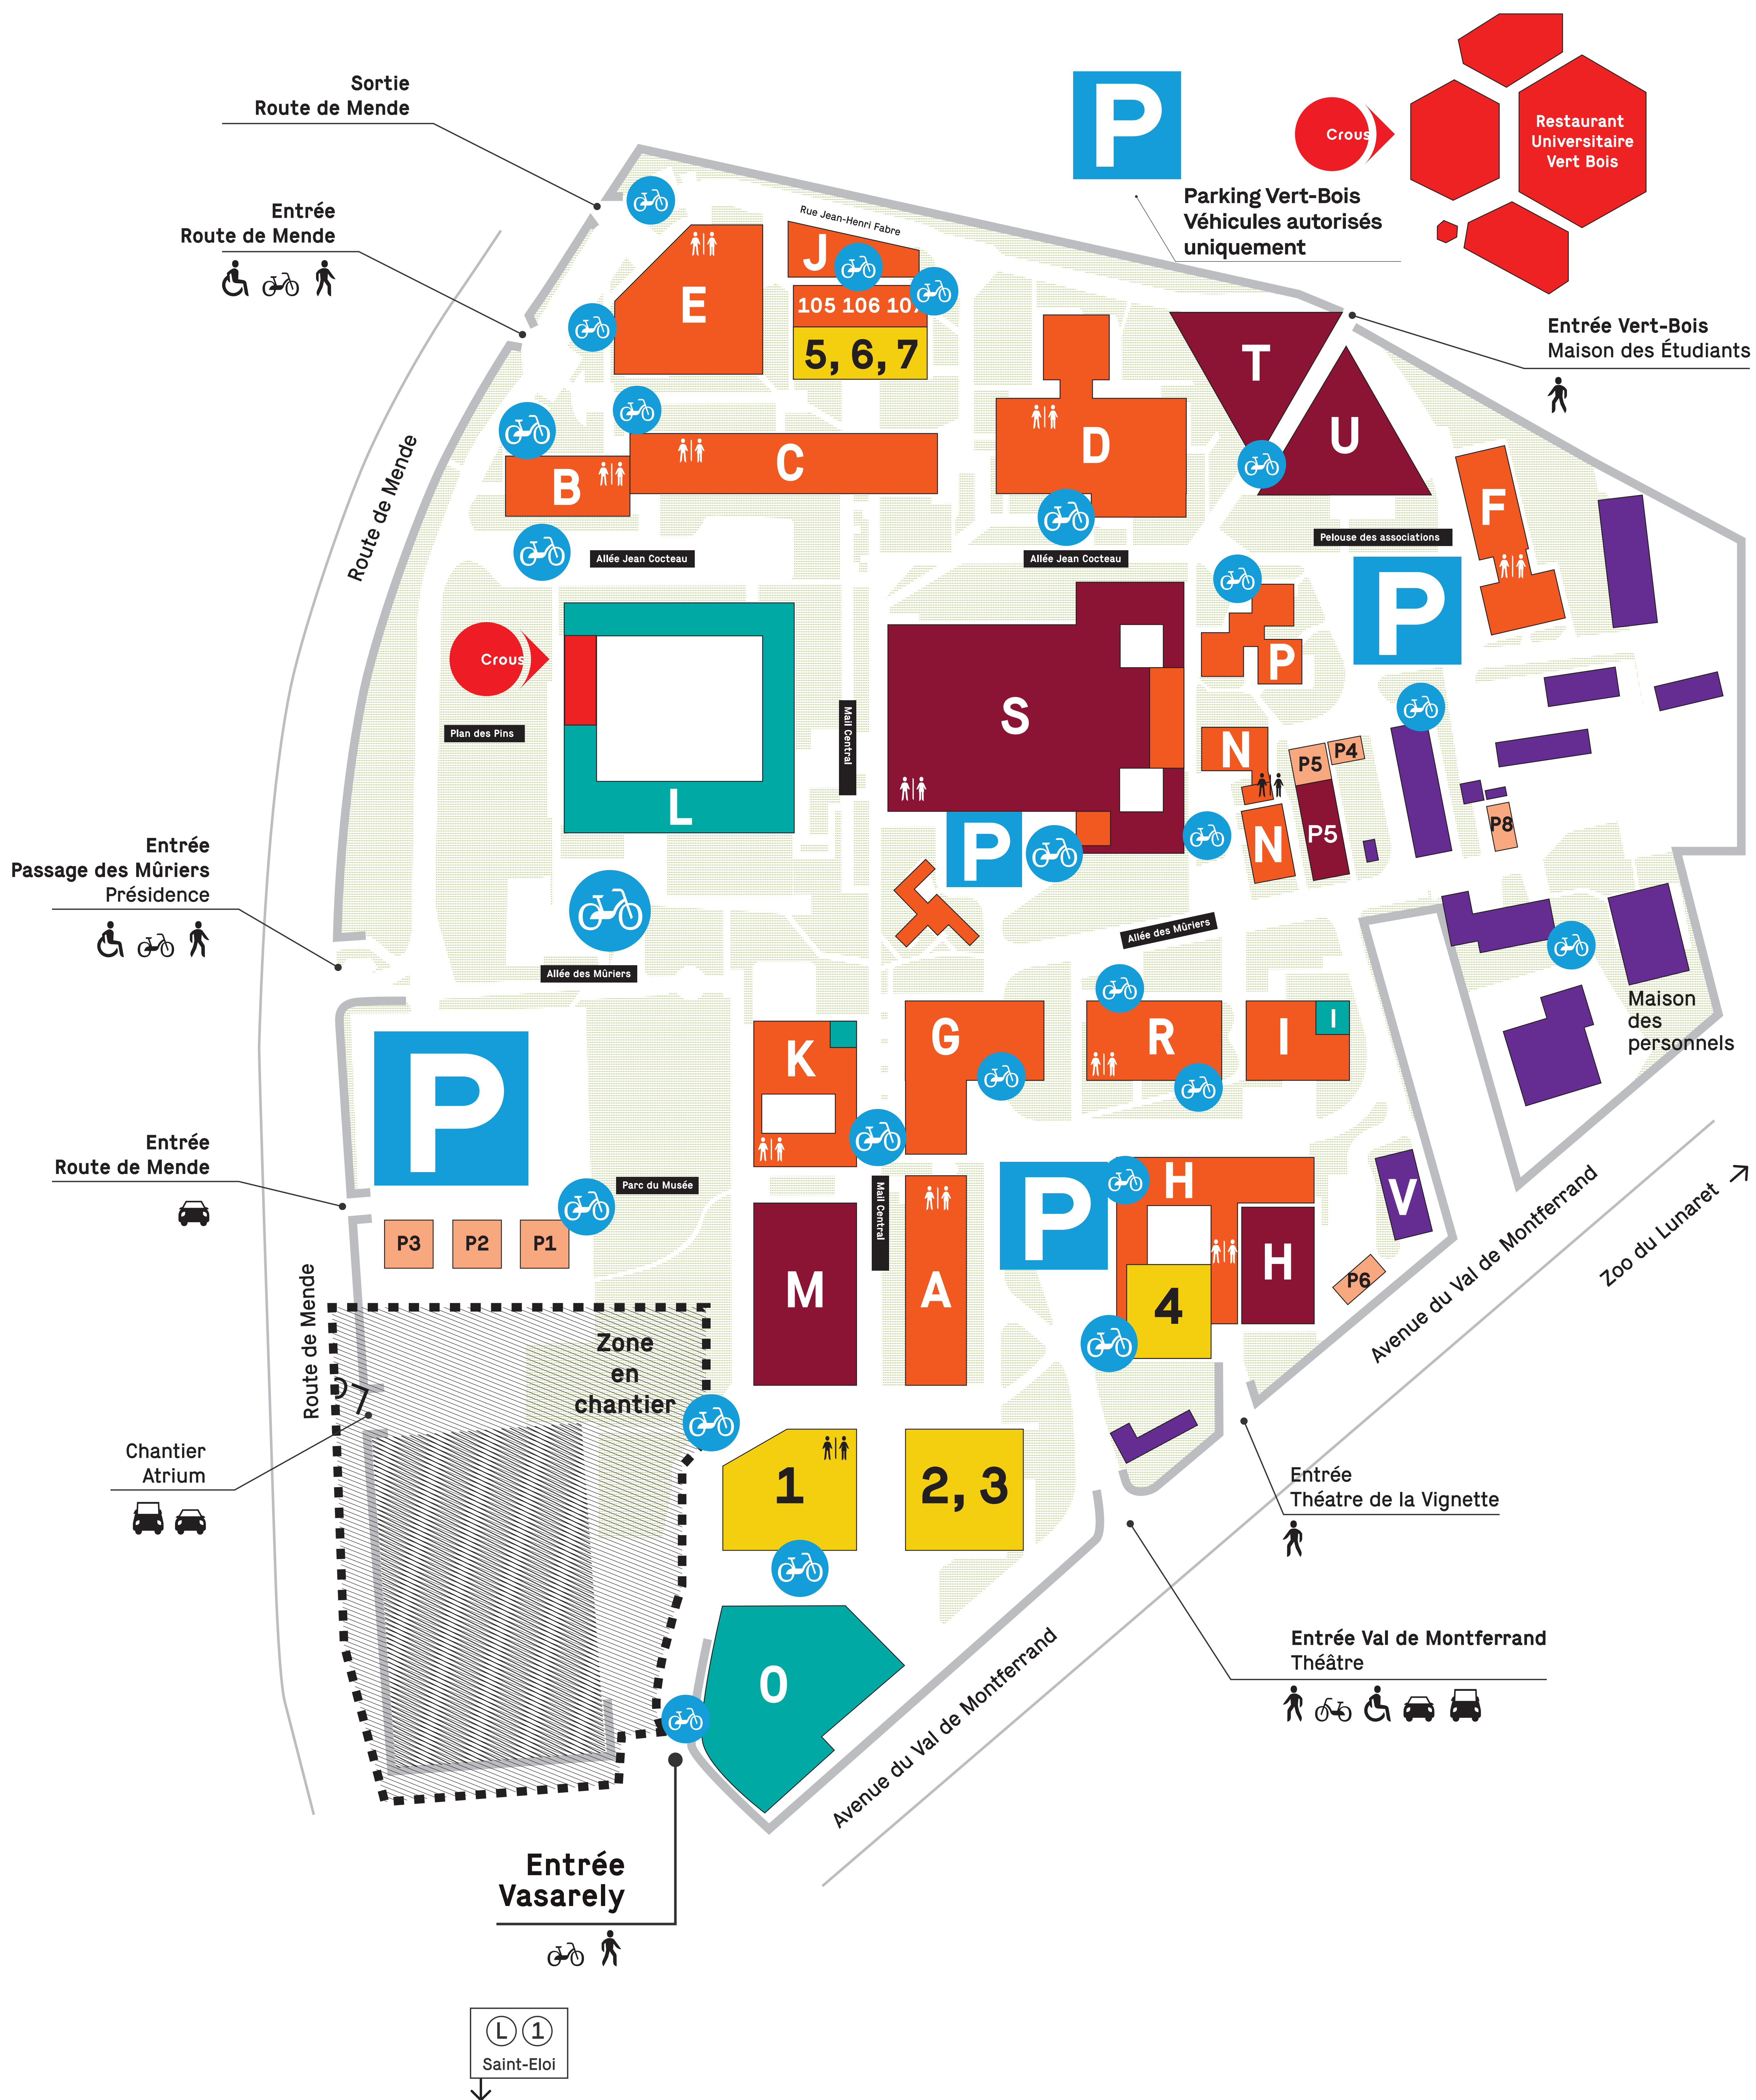 Sortie
Route de Mende
P
Crous
Restaurant
Universitaire
Vert Bois
Parking Vert-Bois
Véhicules autorisés
uniquement
Entrée
Route de Mende
Rue Jean-Henri Fabre
E
J
105 106 107
5, 6, 7
T
U
Entrée Vert-Bois
Maison des Étudiants
D
C
B
F
Route de Mende
Allée Jean Cocteau
Allée Jean Cocteau
Pelouse des associations
P
Crous
P
S
Plan des Pins
Mail Central
L
N
P5
P4
P5
N
P8
P
Entrée
Passage des Mûriers
Présidence
Allée des Mûriers
Allée des Mûriers
Maison
des
personnels
K
G
R
I
I
P
Entrée
Route de Mende
Parc du Musée
Mail Central
P
H
V
P3
P2
P1
M
A
4
H
P6
Avenue du Val de Montferrand
Zoo du Lunaret
Route de Mende
Zone
en
chantier
Chantier
Atrium
1
2, 3
Entrée
Théatre de la Vignette
Entrée Val de Montferrand
Théâtre
O
Avenue du Val de Montferrand
Entrée
Vasarely
L 1
Saint-Eloi